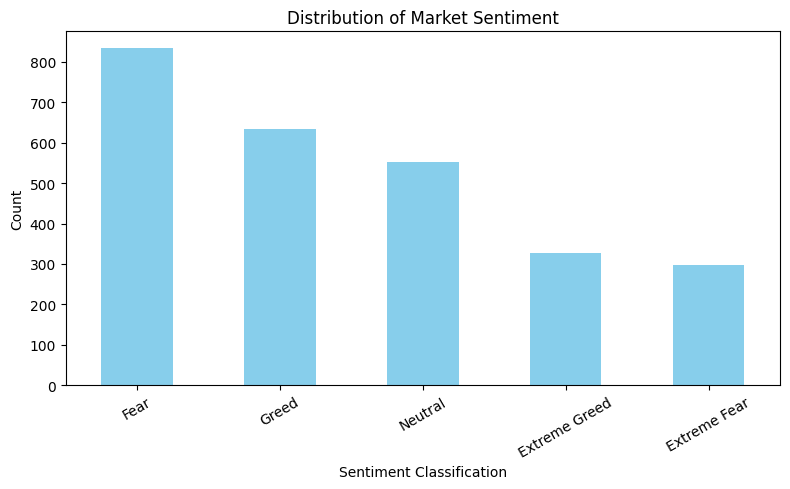 Distribution of Market Sentiment
Count
800
700
600
500
400
300
200
100
0
Fear
Greed
Neutral
Extreme Greed
Extreme Fear
Sentiment Classification